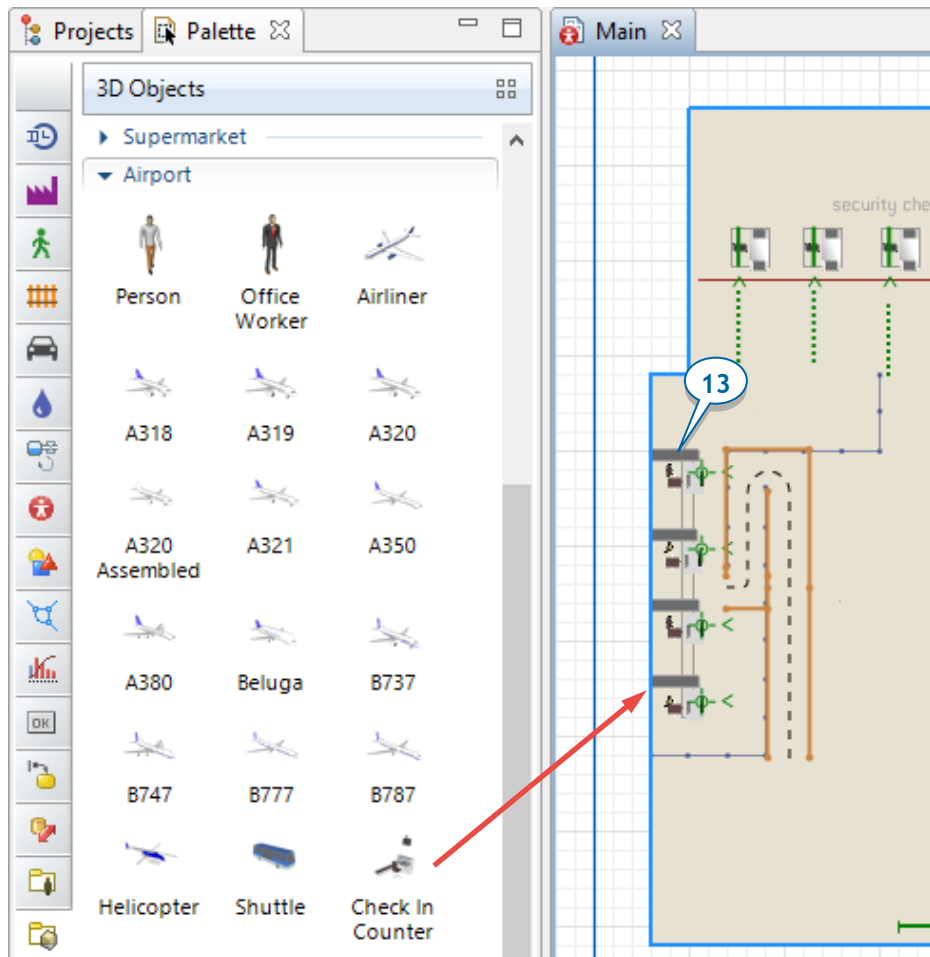 Projects
Palette
Main
3D Objects
Supermarket
Airport
Person
Office
Worker
Airliner
A318
A319
A320
A320
Assembled
A321
A350
A380
Beluga
B737
B747
B777
B787
Helicopter
Shuttle
Check In
Counter
OK
security che
13